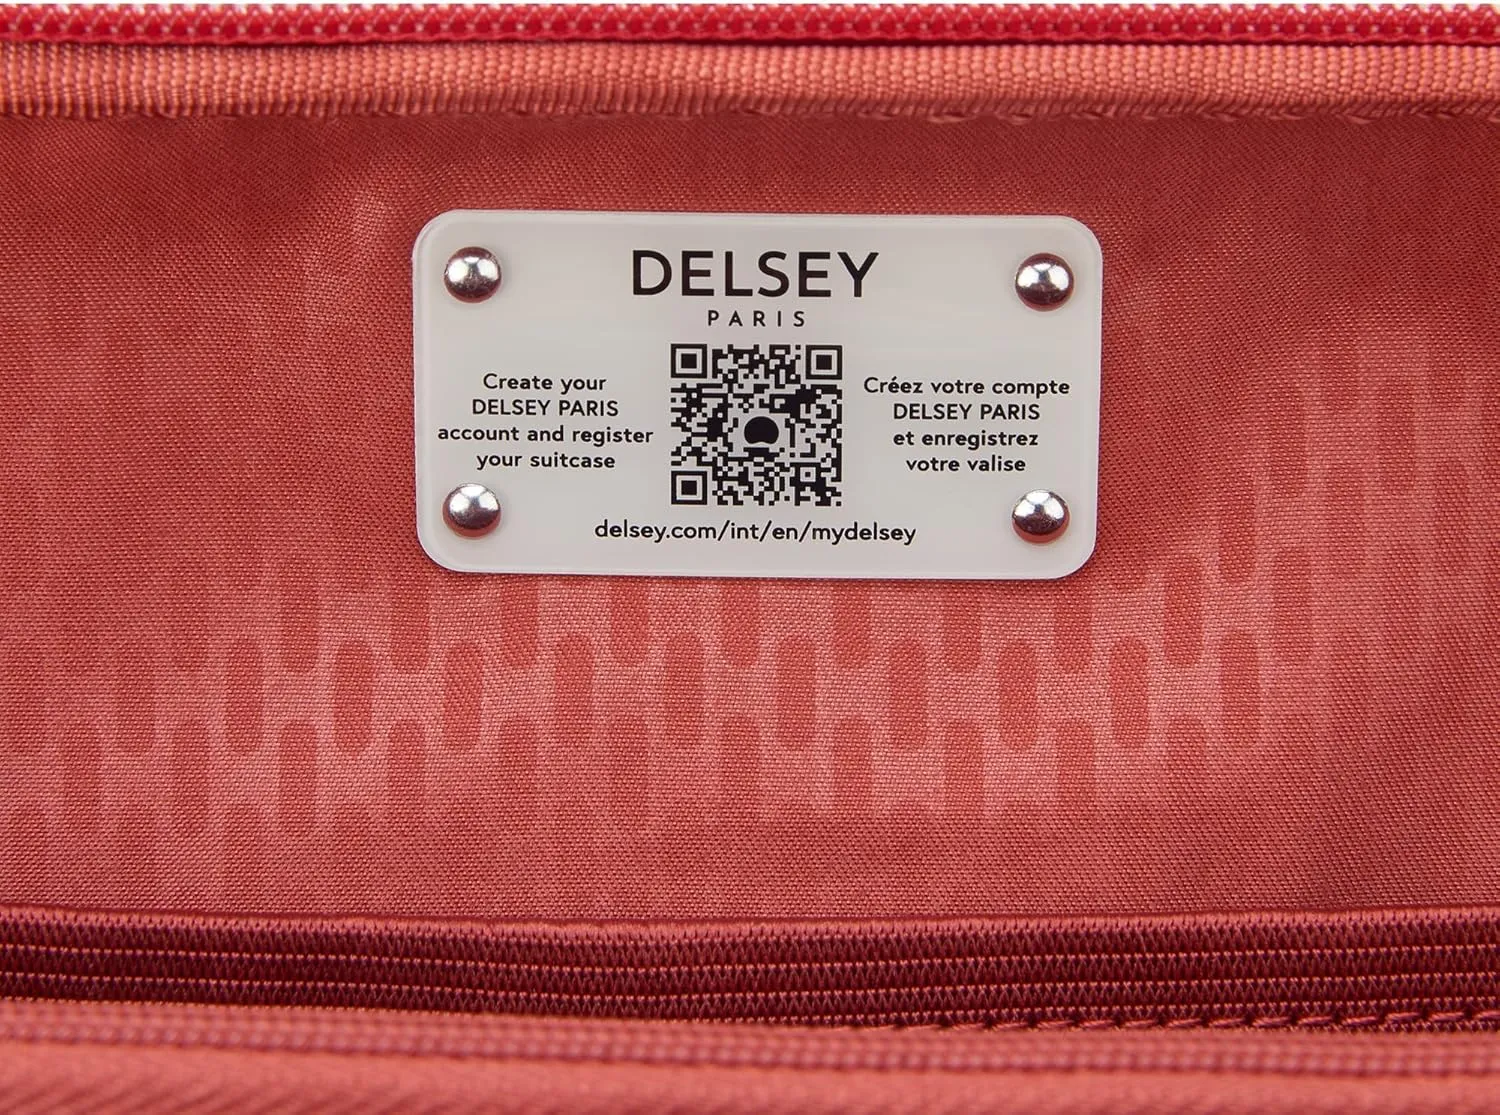 DELSEY
PARIS
Create your
DELSEY PARIS
account and register
your suitcase
Créez votre compte
DELSEY PARIS
et enregistrez
votre valise
delsey.com/int/en/mydelsey